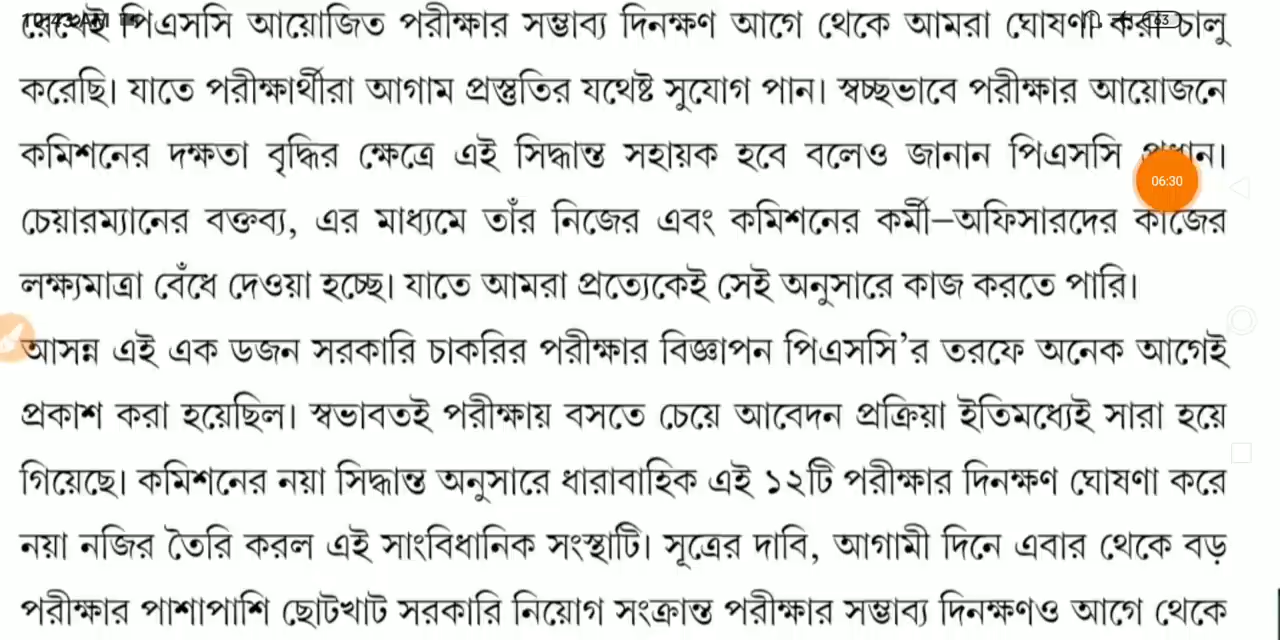 রেখেই পিএসসি আয়োজিত পরীক্ষার সম্ভাব্য দিনক্ষণ আগে থেকে আমরা ঘোষণা করা চালু
করেছি। যাতে পরীক্ষার্থীরা আগাম প্রস্তুতির যথেষ্ট সুযোগ পান। স্বচ্ছভাবে পরীক্ষার আয়োজনে
কমিশনের দক্ষতা বৃদ্ধির ক্ষেত্রে এই সিদ্ধান্ত সহায়ক হবে বলেও জানান পিএসসি প্রধান।
06:30
চেয়ারম্যানের বক্তব্য, এর মাধ্যমে তাঁর নিজের এবং কমিশনের কর্মী–অফিসারদের কাজের
লক্ষ্যমাত্রা বেঁধে দেওয়া হচ্ছে। যাতে আমরা প্রত্যেকেই সেই অনুসারে কাজ করতে পারি।
আসন্ন এই এক ডজন সরকারি চাকরির পরীক্ষার বিজ্ঞাপন পিএসসি’র তরফে অনেক আগেই
প্রকাশ করা হয়েছিল। স্বভাবতই পরীক্ষায় বসতে চেয়ে আবেদন প্রক্রিয়া ইতিমধ্যেই সারা হয়ে
গিয়েছে। কমিশনের নয়া সিদ্ধান্ত অনুসারে ধারাবাহিক এই ১২টি পরীক্ষার দিনক্ষণ ঘোষণা করে
নয়া নজির তৈরি করল এই সাংবিধানিক সংস্থাটি। সূত্রের দাবি, আগামী দিনে এবার থেকে বড়
পরীক্ষার পাশাপাশি ছোটখাট সরকারি নিয়োগ সংক্রান্ত পরীক্ষার সম্ভাব্য দিনক্ষণও আগে থেকে